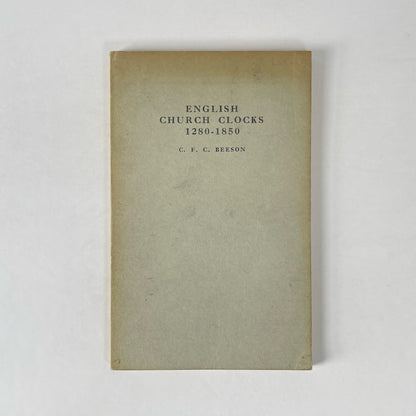 ENGLISH
CHURCH CLOCKS
1280-1850
C. F. C. BEESON